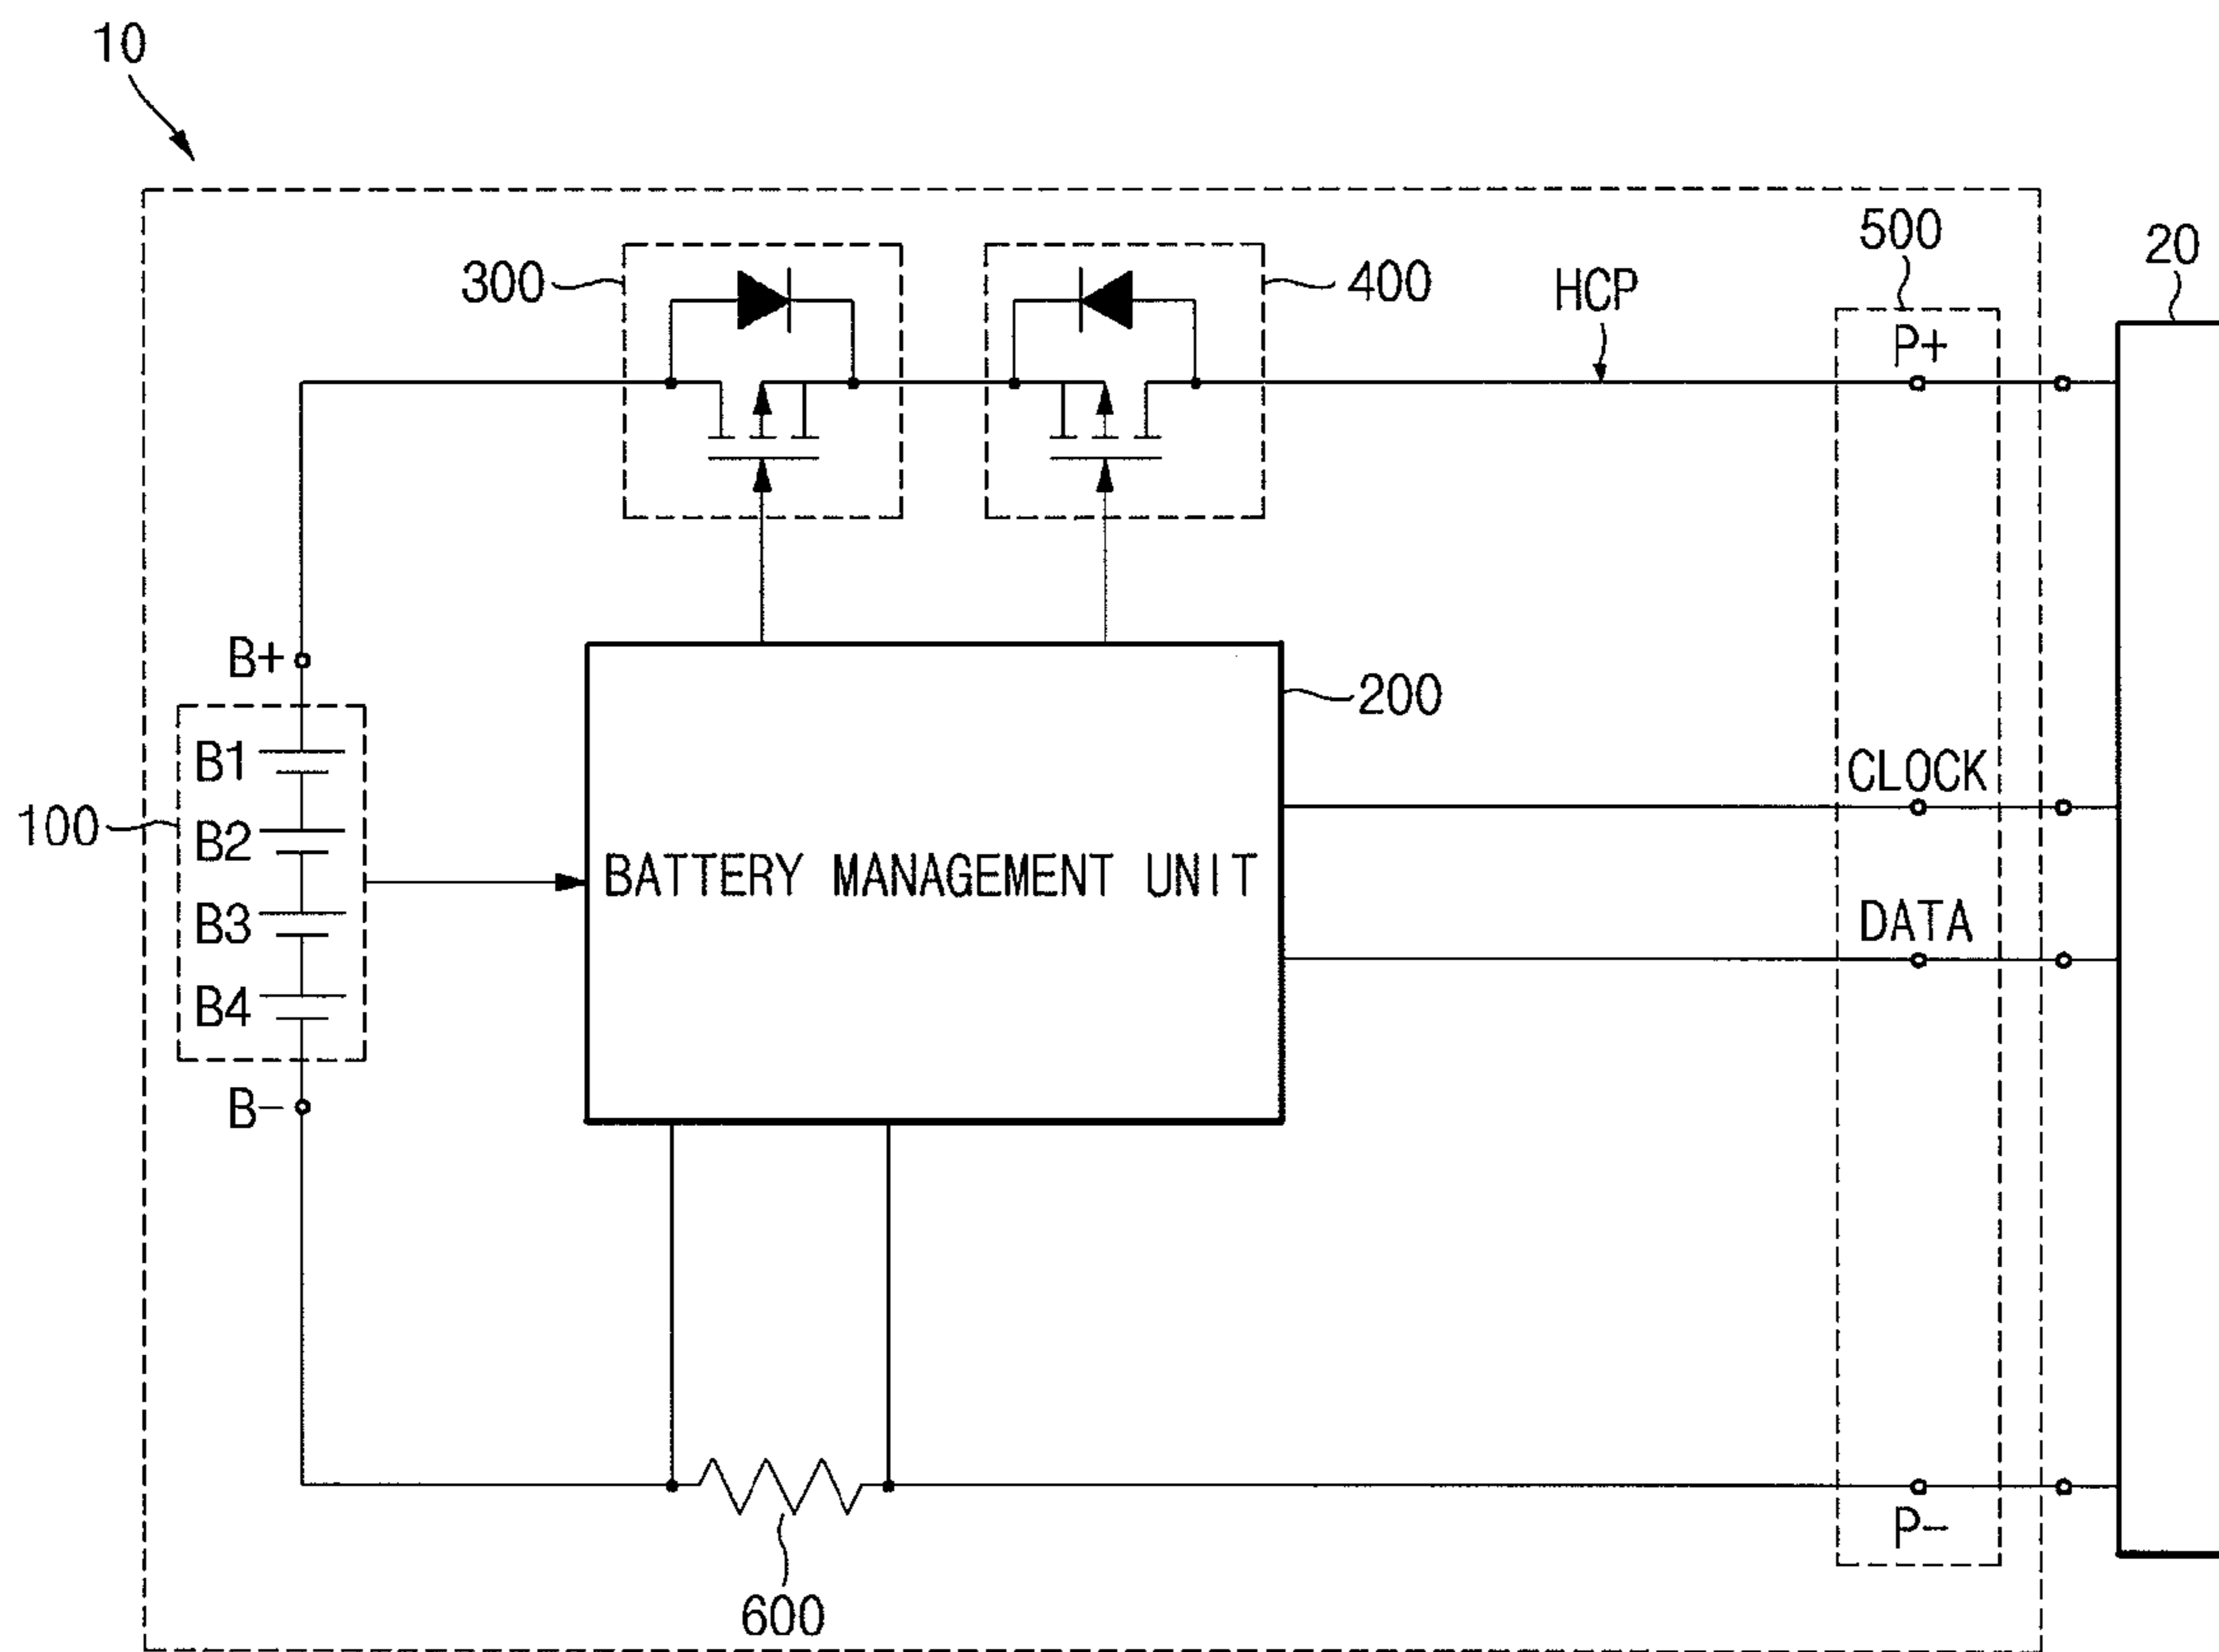 10
500
20
300
400
HCP
P+
B+
200
B1
CLOCK
100
B2
BATTERY MANAGEMENT UNIT
B3
DATA
B4
B-
P-
600